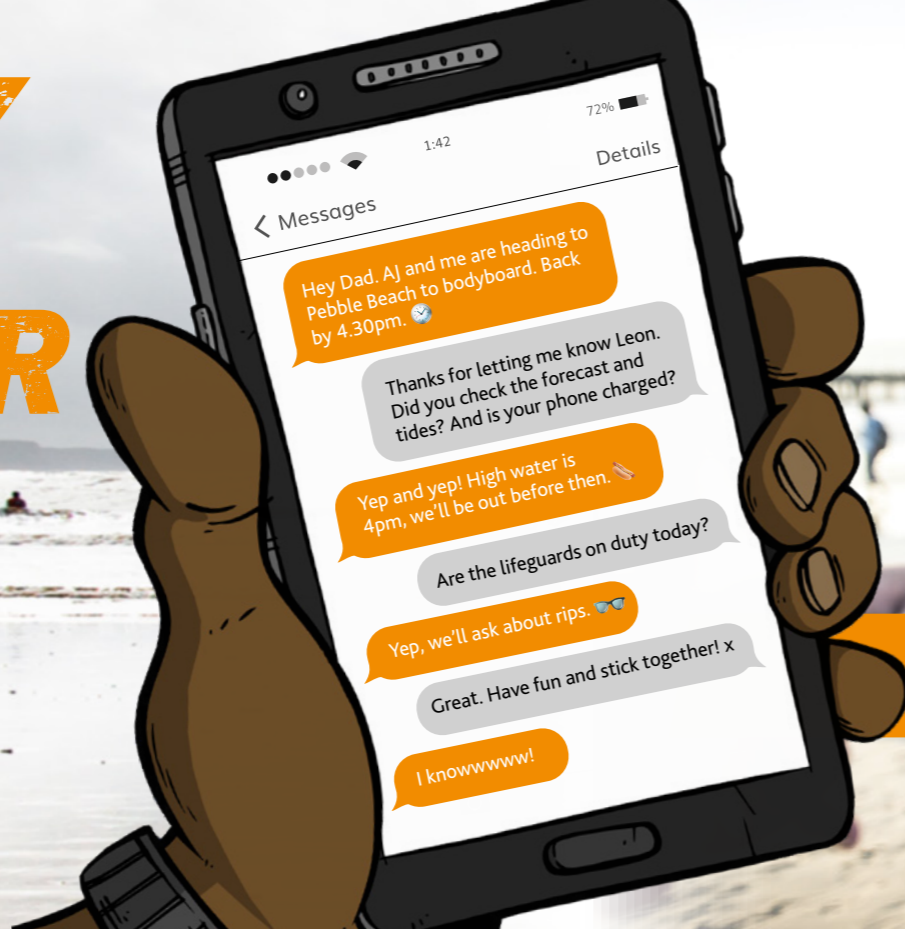 R
1:42
72%
Messages
Details
Hey Dad. AJ and me are heading to
Pebble Beach to bodyboard. Back
by 4.30pm.
Thanks for letting me know Leon.
Did you check the forecast and
tides? And is your phone charged?
Yep and yep! High water is
4pm, we'll be out before then.
Are the lifeguards on duty today?
Yep, we'll ask about rips.
Great. Have fun and stick together! x
I knowwwww!